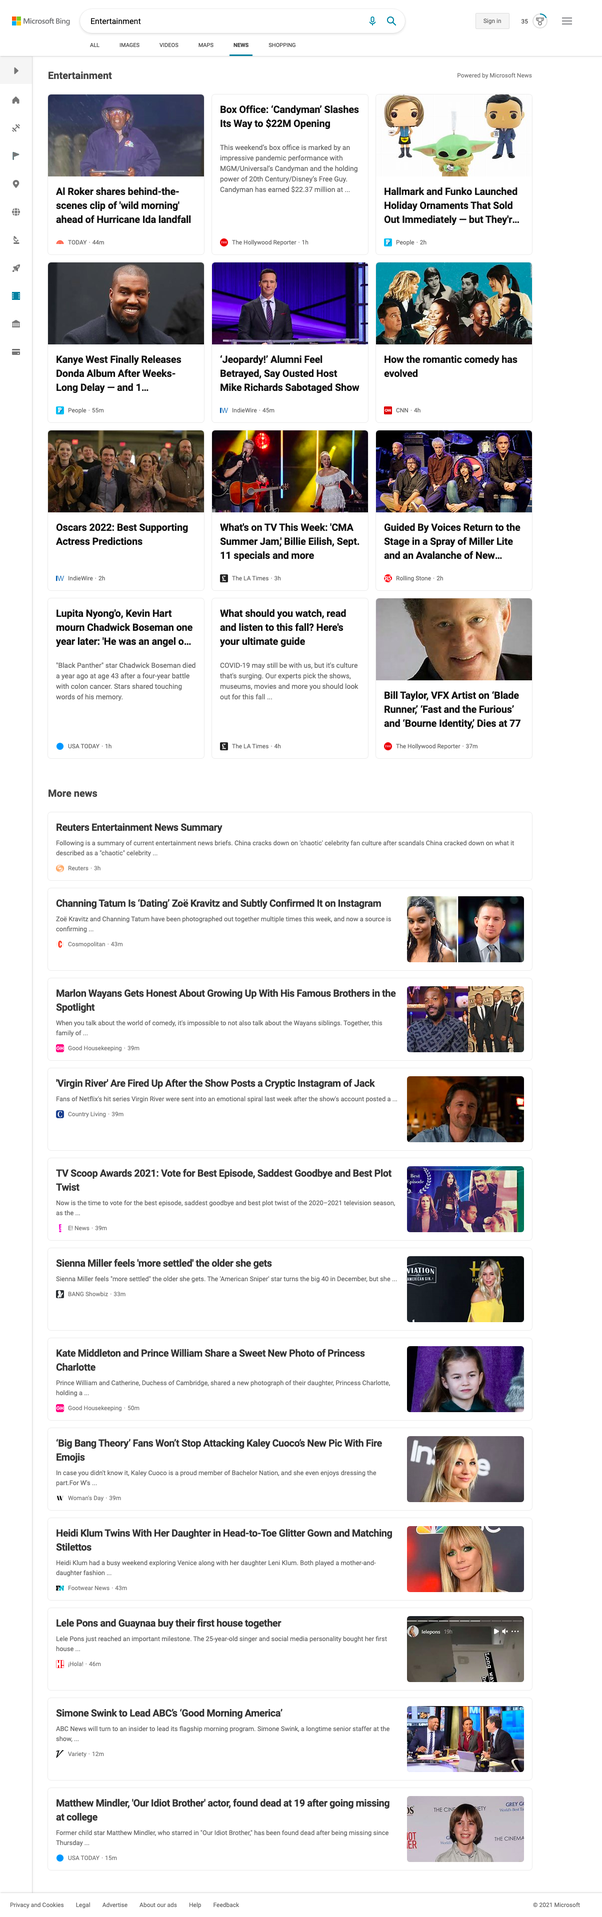 Microsoft Bing
Entertainment
Sign in
35
ALL
IMAGES
VIDEOS
MAPS
NEWS
SHOPPING
Entertainment
Powered by Microsoft News
Al Roker shares behind-the-
scenes clip of 'wild morning'
ahead of Hurricane Ida landfall
TODAY · 44m
Box Office: ‘Candyman’ Slashes
Its Way to $22M Opening
This weekend's box office is marked by an
impressive pandemic performance with
MGM/Universal's Candyman and the holding
power of 20th Century/Disney's Free Guy.
Candyman has earned $22.37 million at ...
The Hollywood Reporter · 1h
Hallmark and Funko Launched
Holiday Ornaments That Sold
Out Immediately — but They'r...
People · 2h
Kanye West Finally Releases
Donda Album After Weeks-
Long Delay — and 1...
People · 55m
‘Jeopardy!’ Alumni Feel
Betrayed, Say Ousted Host
Mike Richards Sabotaged Show
IndieWire · 45m
How the romantic comedy has
evolved
CNN · 4h
Oscars 2022: Best Supporting
Actress Predictions
IndieWire · 2h
What's on TV This Week: 'CMA
Summer Jam,' Billie Eilish, Sept.
11 specials and more
The LA Times · 3h
Guided By Voices Return to the
Stage in a Spray of Miller Lite
and an Avalanche of New...
Rolling Stone · 2h
Lupita Nyong'o, Kevin Hart
mourn Chadwick Boseman one
year later: 'He was an angel o...
"Black Panther" star Chadwick Boseman died
a year ago at age 43 after a four-year battle
with colon cancer. Stars shared touching
words of his memory.
USA TODAY · 1h
What should you watch, read
and listen to this fall? Here's
your ultimate guide
COVID-19 may still be with us, but it's culture
that's surging. Our experts pick the shows,
museums, movies and more you should look
out for this fall ...
The LA Times · 4h
Bill Taylor, VFX Artist on ‘Blade
Runner,’ ‘Fast and the Furious’
and ‘Bourne Identity,’ Dies at 77
The Hollywood Reporter · 37m
More news
Reuters Entertainment News Summary
Following is a summary of current entertainment news briefs. China cracks down on 'chaotic' celebrity fan culture after scandals China cracked down on what it
described as a "chaotic" celebrity ...
Reuters · 3h
Channing Tatum Is ‘Dating’ Zoë Kravitz and Subtly Confirmed It on Instagram
Zoë Kravitz and Channing Tatum have been photographed out together multiple times this week, and now a source is
confirming ...
Cosmopolitan · 43m
Marlon Wayans Gets Honest About Growing Up With His Famous Brothers in the
Spotlight
When you talk about the world of comedy, it's impossible to not also talk about the Wayans siblings. Together, this
family of ...
Good Housekeeping · 39m
'Virgin River' Are Fired Up After the Show Posts a Cryptic Instagram of Jack
Fans of Netflix's hit series Virgin River were sent into an emotional spiral last week after the show's account posted a ...
Country Living · 39m
TV Scoop Awards 2021: Vote for Best Episode, Saddest Goodbye and Best Plot
Twist
Now is the time to vote for the best episode, saddest goodbye and best plot twist of the 2020–2021 television season,
as the ...
E! News · 39m
Best
Episode
Sienna Miller feels 'more settled' the older she gets
Sienna Miller feels "more settled" the older she gets. The 'American Sniper' star turns the big 40 in December, but she ...
BANG Showbiz · 33m
Kate Middleton and Prince William Share a Sweet New Photo of Princess
Charlotte
Prince William and Catherine, Duchess of Cambridge, shared a new photograph of their daughter, Princess Charlotte,
holding a ...
Good Housekeeping · 50m
‘Big Bang Theory’ Fans Won’t Stop Attacking Kaley Cuoco’s New Pic With Fire
Emojis
In case you didn't know it, Kaley Cuoco is a proud member of Bachelor Nation, and she even enjoys dressing the
part.For W's ...
Woman's Day · 39m
Heidi Klum Twins With Her Daughter in Head-to-Toe Glitter Gown and Matching
Stilettos
Heidi Klum had a busy weekend exploring Venice along with her daughter Leni Klum. Both played a mother-and-
daughter fashion ...
Footwear News · 43m
Lele Pons and Guaynaa buy their first house together
Lele Pons just reached an important milestone. The 25-year-old singer and social media personality bought her first
house ...
¡Hola! · 46m
lelepons
Simone Swink to Lead ABC’s ‘Good Morning America’
ABC News will turn to an insider to lead its flagship morning program. Simone Swink, a longtime senior staffer at the
show, ...
Variety · 12m
Matthew Mindler, 'Our Idiot Brother' actor, found dead at 19 after going missing
at college
Former child star Matthew Mindler, who starred in "Our Idiot Brother," has been found dead after being missing since
Thursday ...
USA TODAY · 15m
Privacy and Cookies
Legal
Advertise
About our ads
Help
Feedback
© 2021 Microsoft